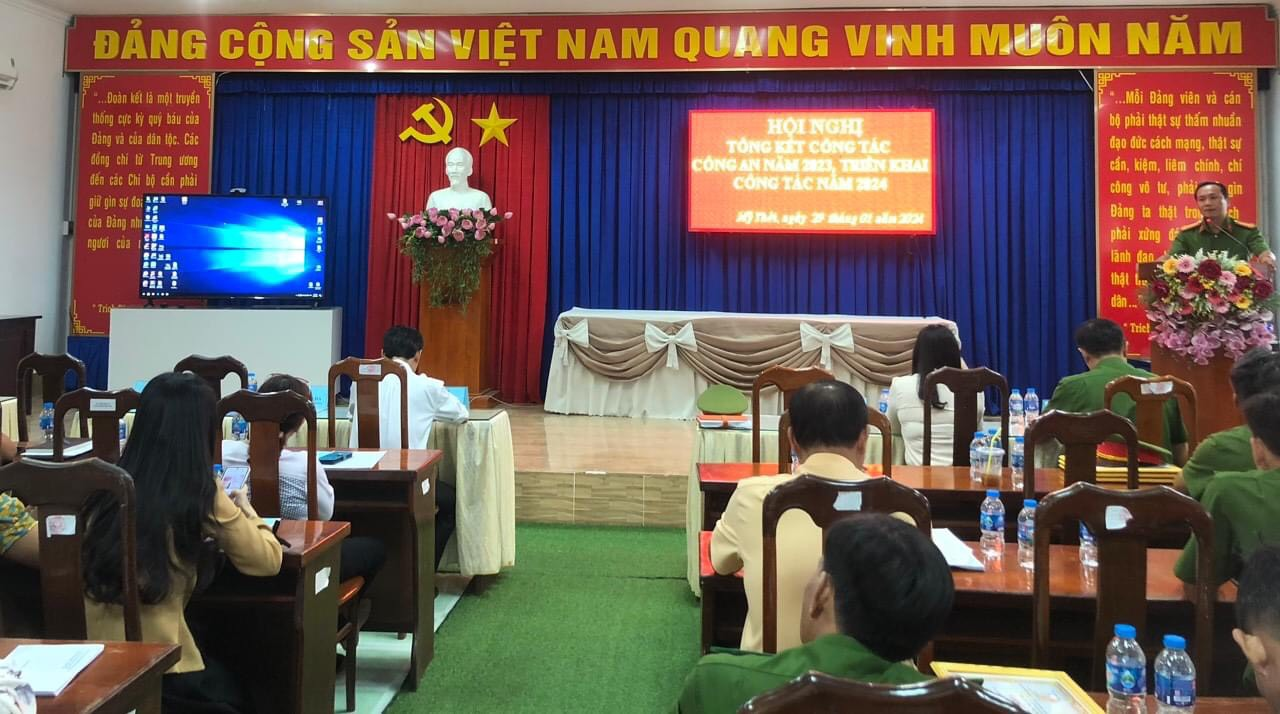 ĐẢNG CỘNG SẢN VIỆT NAM QUANG VINH MUÔN NĂM
“...Đoàn kết là một truyền
thống cực kỳ quý báu của
Đảng và của dân tộc. Các
đồng chí từ Trung ương
đến các Chi bộ cần phải
giữ gìn sự
của Đảng
người của
* Trích
HỘI NGHỊ
TỔNG KẾT CÔNG TÁC
CÔNG AN NĂM 2023, TRIỂN KHAI
CÔNG TÁC NĂM 2024
Mỹ Thới, ngày 29 tháng 01 năm 2024
“...Mỗi Đảng viên và cán
bộ phải thật sự thấm nhuần
đạo đức cách mạng, thật sự
cần, kiệm, liêm chính, chí
công vô tư, gìn
Đảng ta thật
phải xứng
lãnh đạo,
thật
dân...
* Trích